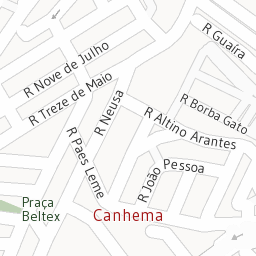 R Guaíra
R Nove de Julho
R Treze de Maio
R Neusa
R Borba Gato
R Altino Arantes
R Paes Leme
R João Pessoa
Praça
Beltex
Canhema